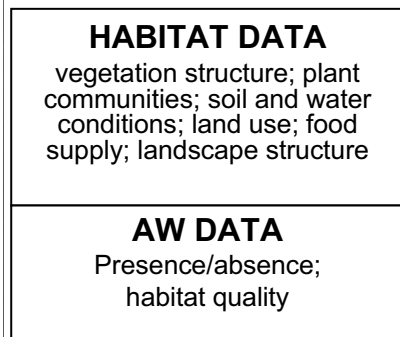 HABITAT DATA
vegetation structure; plant
communities; soil and water
conditions; land use; food
supply; landscape structure
AW DATA
Presence/absence;
habitat quality